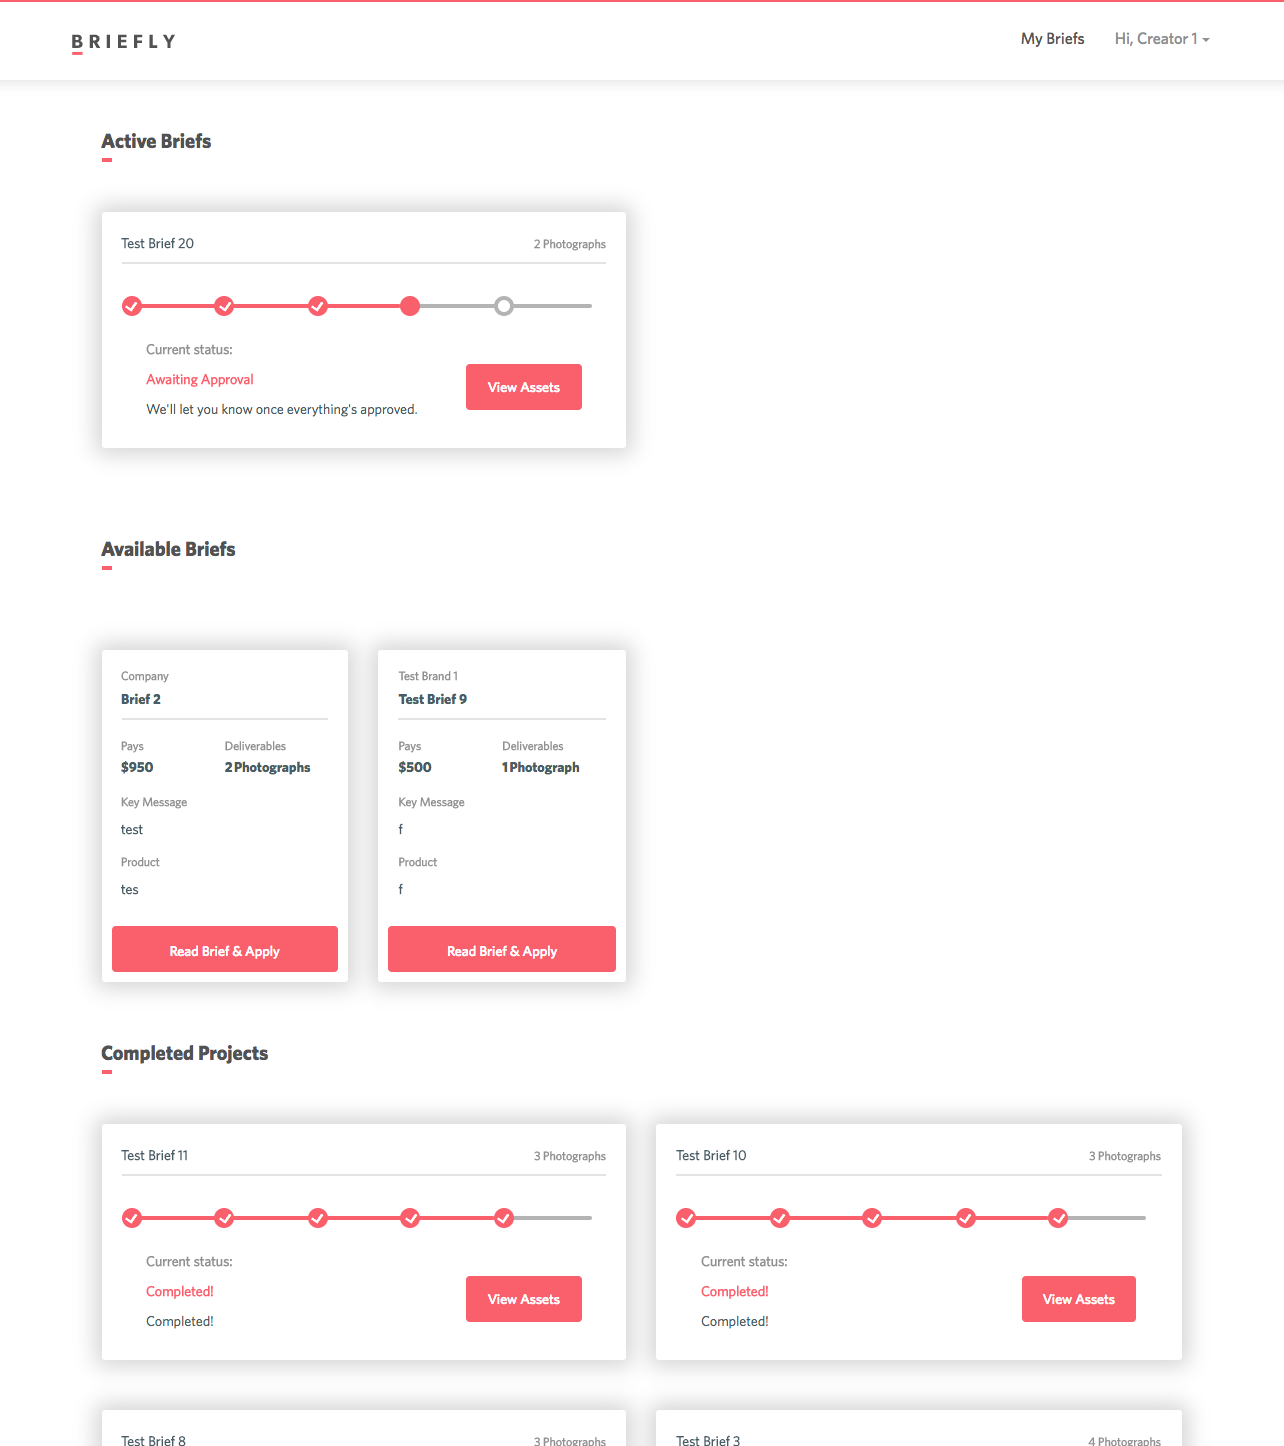 BRIEFLY
My Briefs
Hi, Creator 1
Active Briefs
Test Brief 20
2 Photographs
Current status:
Awaiting Approval
We'll let you know once everything's approved.
View Assets
Available Briefs
Company
Brief 2
Pays
Deliverables
$950
2 Photographs
Key Message
test
Product
tes
Read Brief & Apply
Test Brand 1
Test Brief 9
Pays
Deliverables
$500
1 Photograph
Key Message
f
Product
f
Read Brief & Apply
Completed Projects
Test Brief 11
3 Photographs
Current status:
Completed!
Completed!
View Assets
Test Brief 10
3 Photographs
Current status:
Completed!
Completed!
View Assets
Test Brief 8
3 Photographs
Test Brief 3
4 Photographs